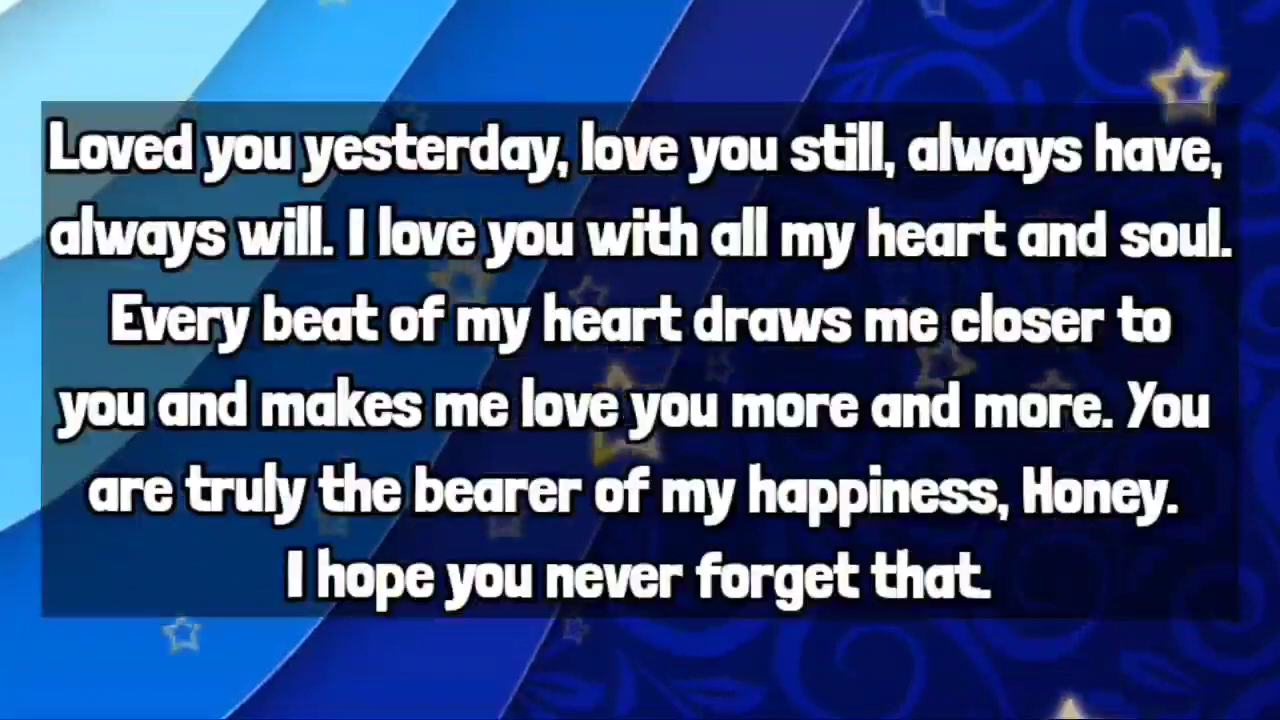 Loved you yesterday, love you still, always have,
always will. I love you with all my heart and soul.
Every beat of my heart draws me closer to
you and makes me love you more and more. You
are truly the bearer of my happiness, Honey.
I hope you never forget that.